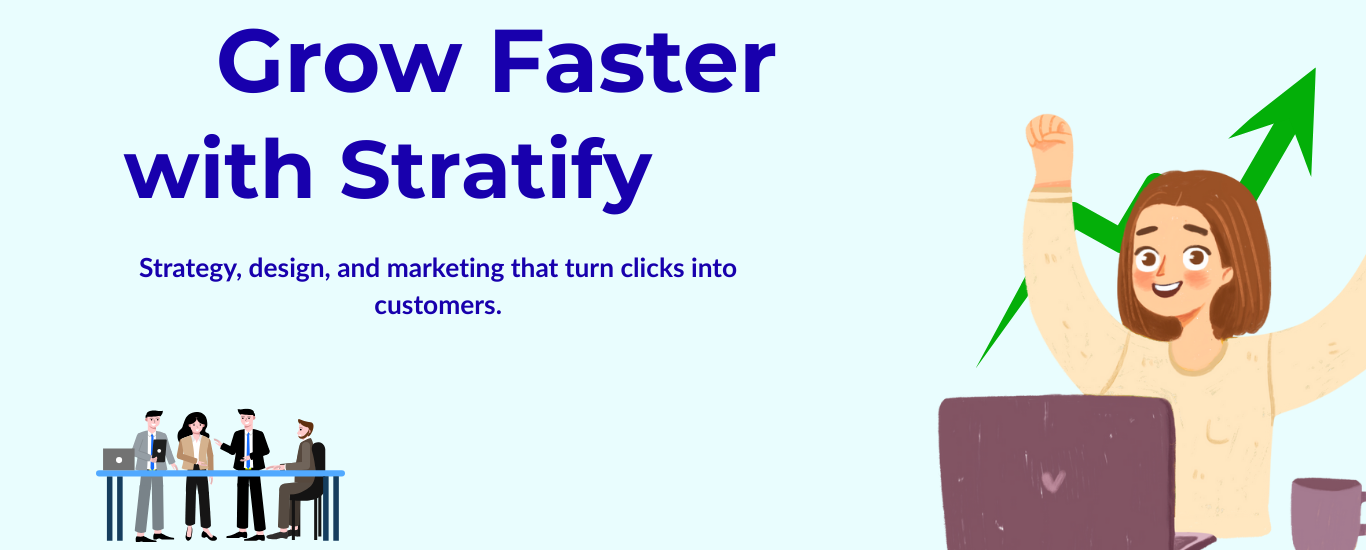 Grow Faster
with Stratify
Strategy, design, and marketing that turn clicks into
customers.